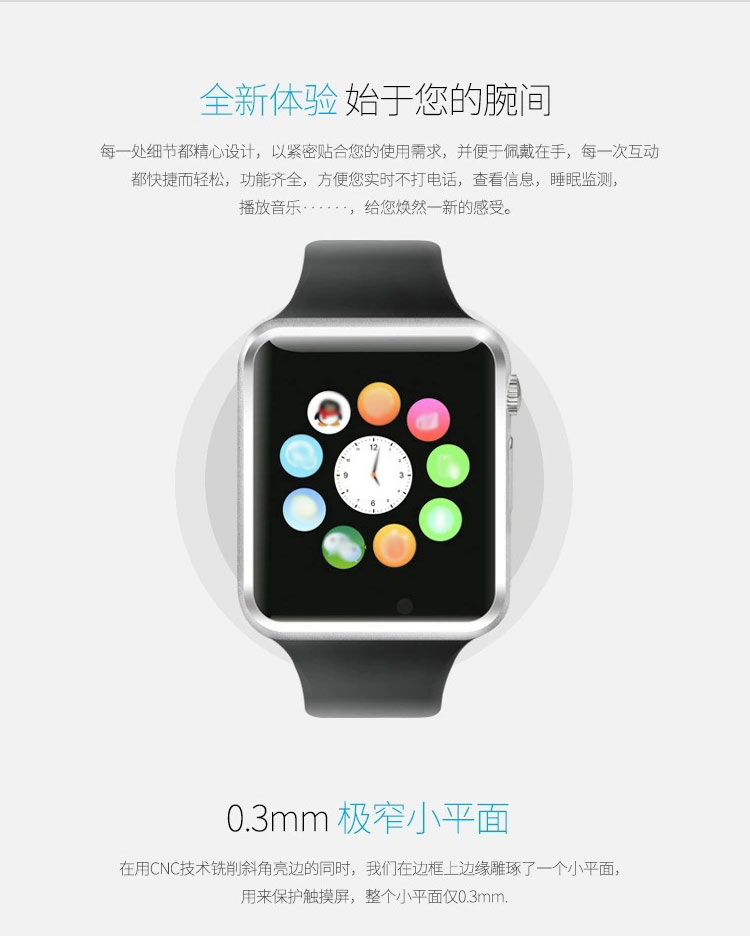 全新体验 始于您的腕间
每一处细节都精心设计，以紧密贴合您的使用需求，并便于佩戴在手，每一次互动
都快捷而轻松，功能齐全，方便您实时不打电话，查看信息，睡眠监测，
播放音乐······，给您焕然一新的感受。
12
3
6
9
0.3mm 极窄小平面
在用CNC技术铣削斜角亮边的同时，我们在边框上边缘雕琢了一个小平面，
用来保护触摸屏，整个小平面仅0.3mm.